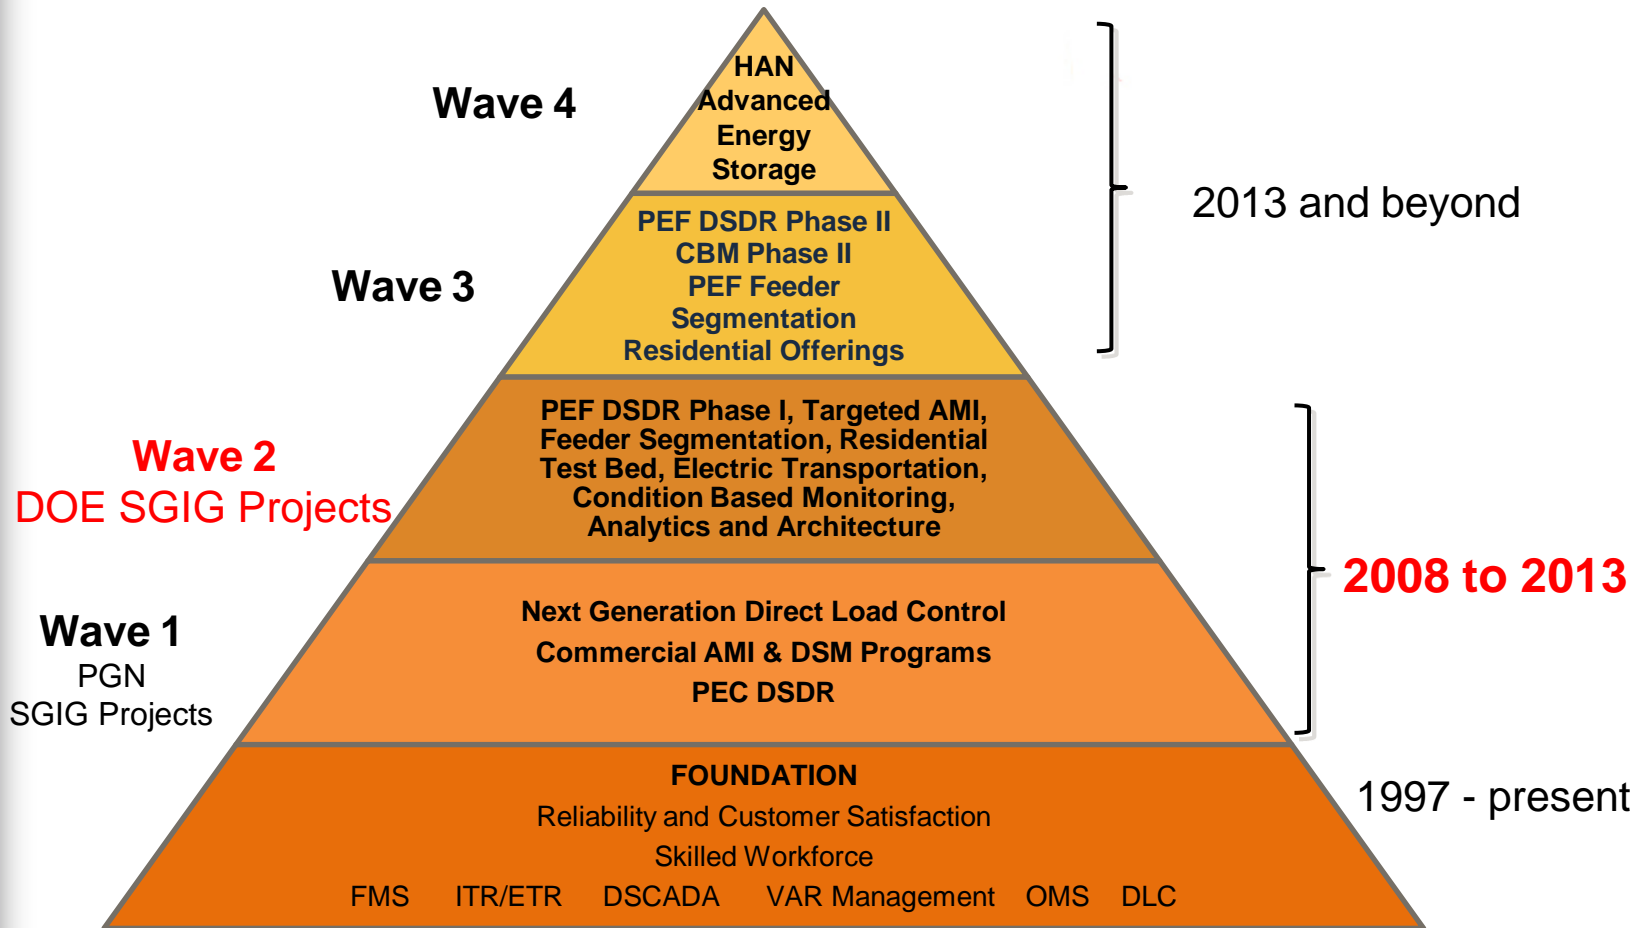 HAN
Advanced
Energy
Storage
Wave 4
2013 and beyond
PEF DSDR Phase II
CBM Phase II
PEF Feeder
Segmentation
Residential Offerings
Wave 3
PEF DSDR Phase I, Targeted AMI,
Feeder Segmentation, Residential
Test Bed, Electric Transportation,
Condition Based Monitoring,
Analytics and Architecture
Wave 2
DOE SGIG Projects
2008 to 2013
Next Generation Direct Load Control
Commercial AMI & DSM Programs
PEC DSDR
Wave 1
PGN
SGIG Projects
FOUNDATION
Reliability and Customer Satisfaction
Skilled Workforce
FMS ITR/ETR DSCADA VAR Management OMS DLC
1997 - present